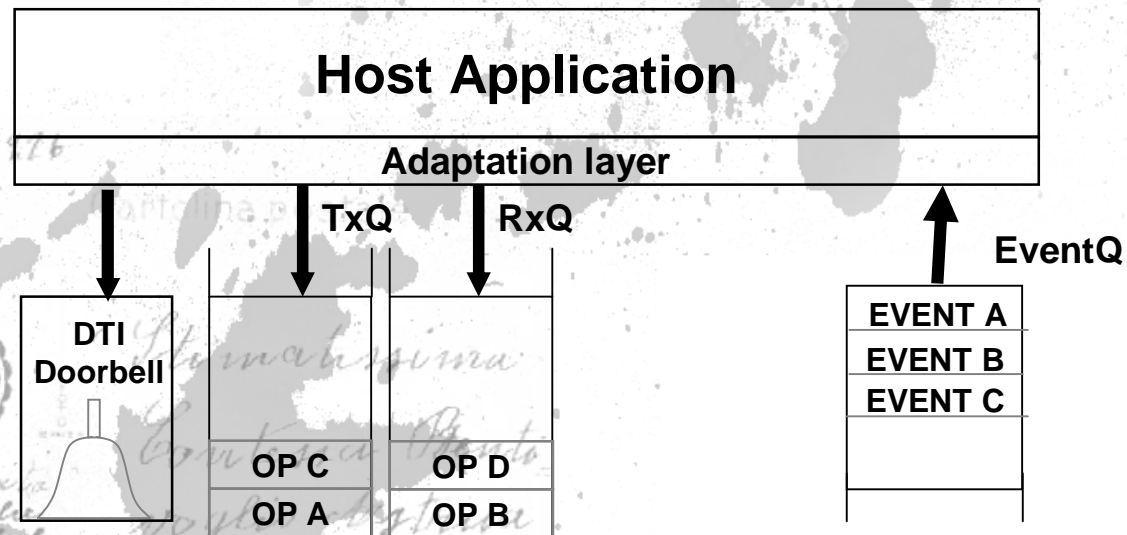 Host Application
Adaptation layer
TxQ
RxQ
EventQ
DTI
Doorbell
OP C
OP A
OP D
OP B
EVENT A
EVENT B
EVENT C